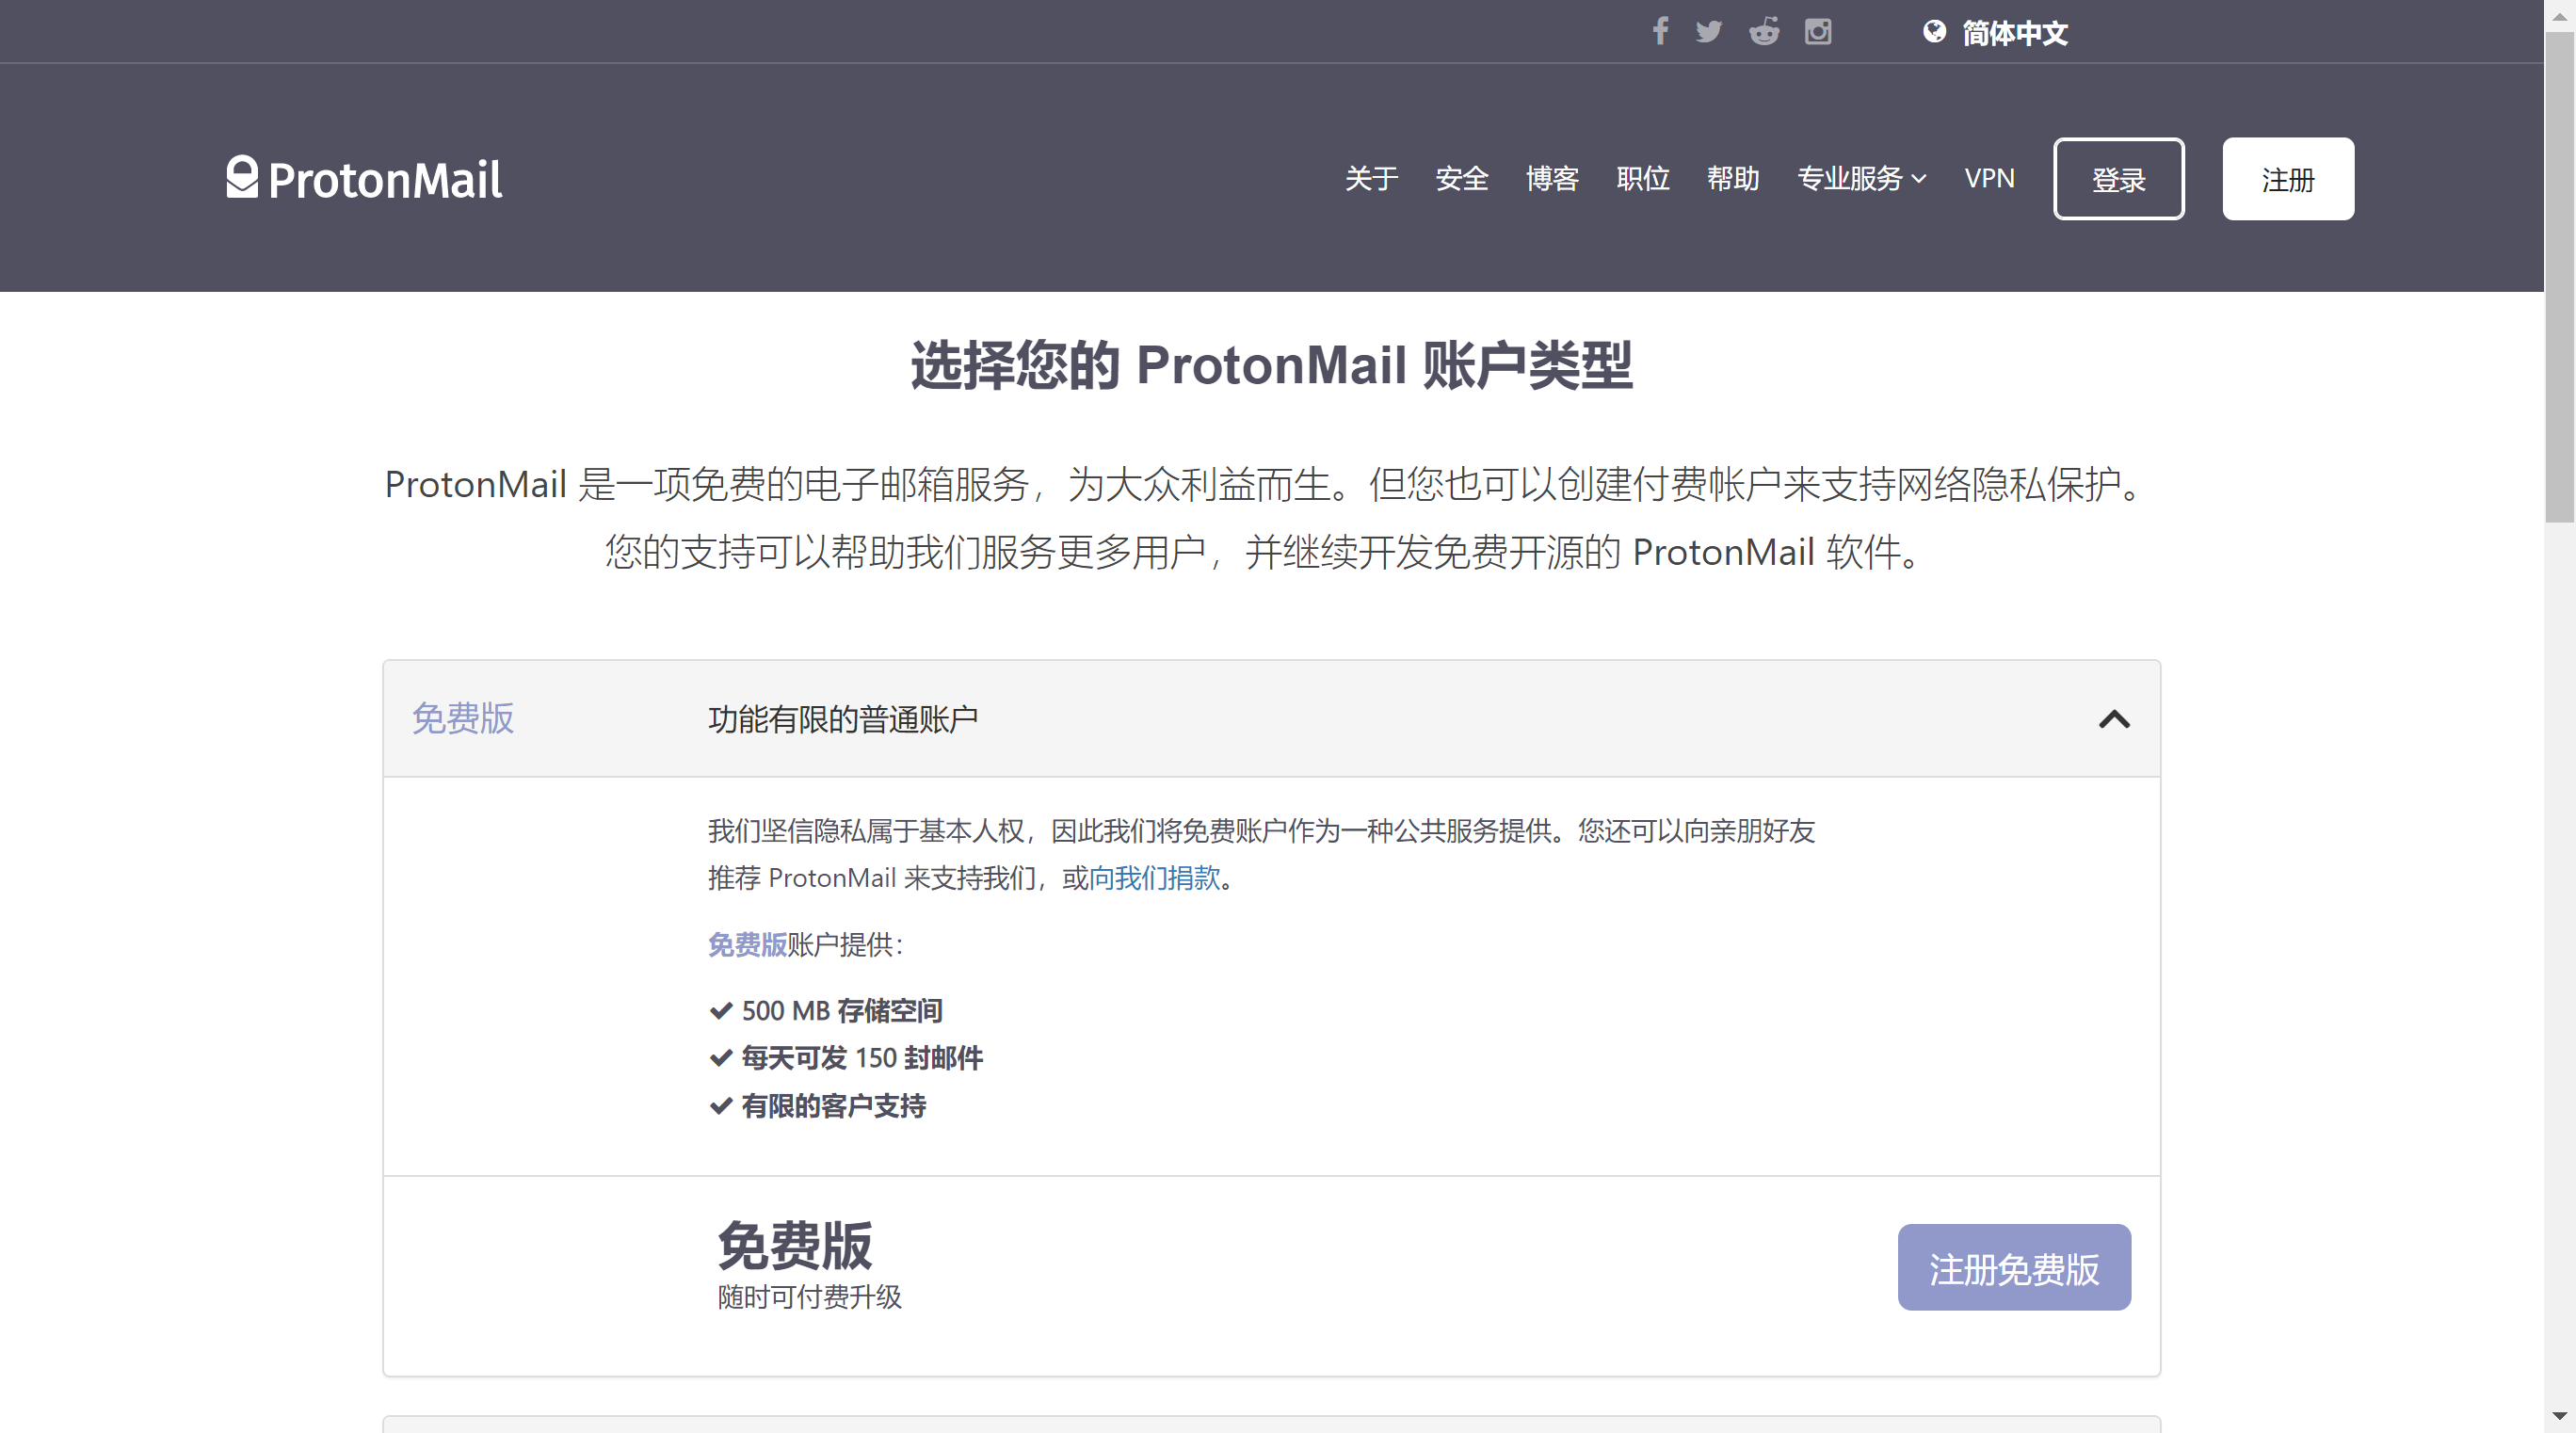 简体中文
ProtonMail
关于 安全 博客 职位 帮助 专业服务 VPN 登录 注册
选择您的 ProtonMail 账户类型
ProtonMail 是一项免费的电子邮箱服务，为大众利益而生。但您也可以创建付费帐户来支持网络隐私保护。
您的支持可以帮助我们服务更多用户，并继续开发免费开源的 ProtonMail 软件。
免费版 功能有限的普通账户
我们坚信隐私属于基本人权，因此我们将免费账户作为一种公共服务提供。您还可以向亲朋好友
推荐 ProtonMail 来支持我们，或向我们捐款。
免费版账户提供：
500 MB 存储空间
每天可发 150 封邮件
有限的客户支持
免费版
随时可付费升级
注册免费版